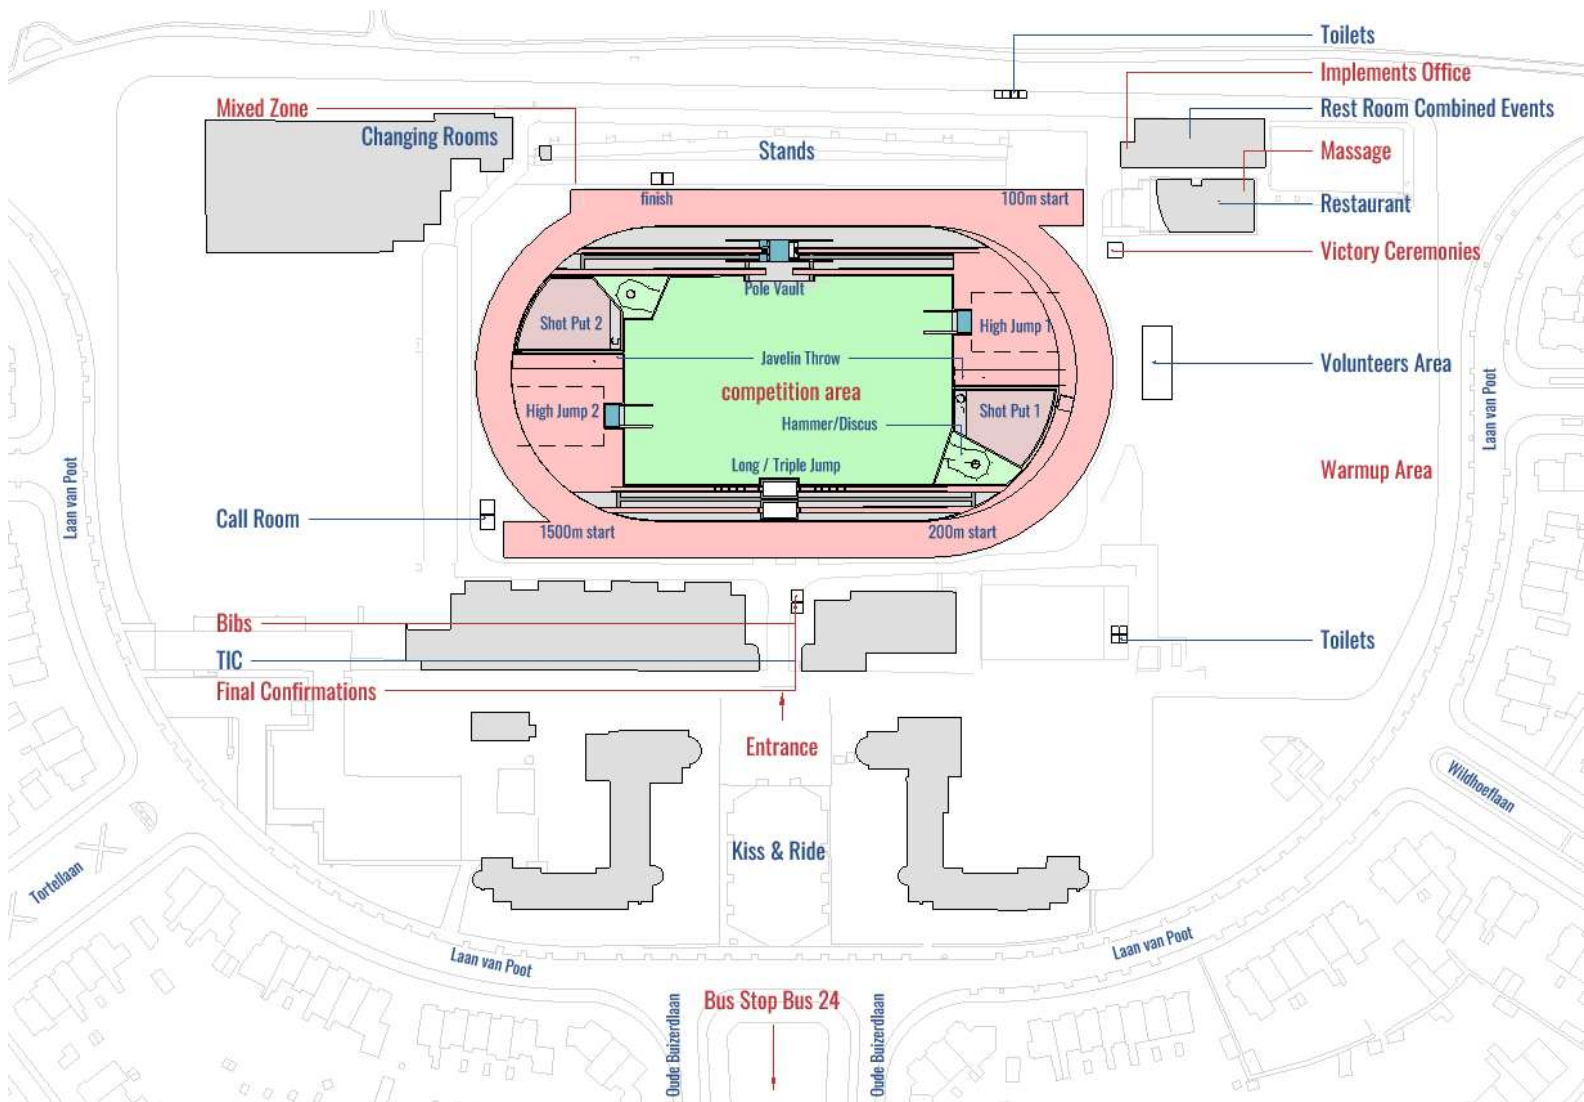 Toilets
Implements Office
Mixed Zone
Rest Room Combined Events
Changing Rooms
Stands
Massage
finish
100m start
Restaurant
Victory Ceremonies
Pole Vault
Shot Put 2
High Jump 1
Javelin Throw
Volunteers Area
competition area
High Jump 2
Shot Put 1
Hammer/Discus
Long / Triple Jump
Warmup Area
Laan van Poot
Laan van Poot
Call Room
1500m start
200m start
Bibs
Toilets
TIC
Final Confirmations
Entrance
Wildhoeflaan
Kiss & Ride
Tortellaan
Laan van Poot
Laan van Poot
Bus Stop Bus 24
Oude Buizerdlaan
Oude Buizerdlaan